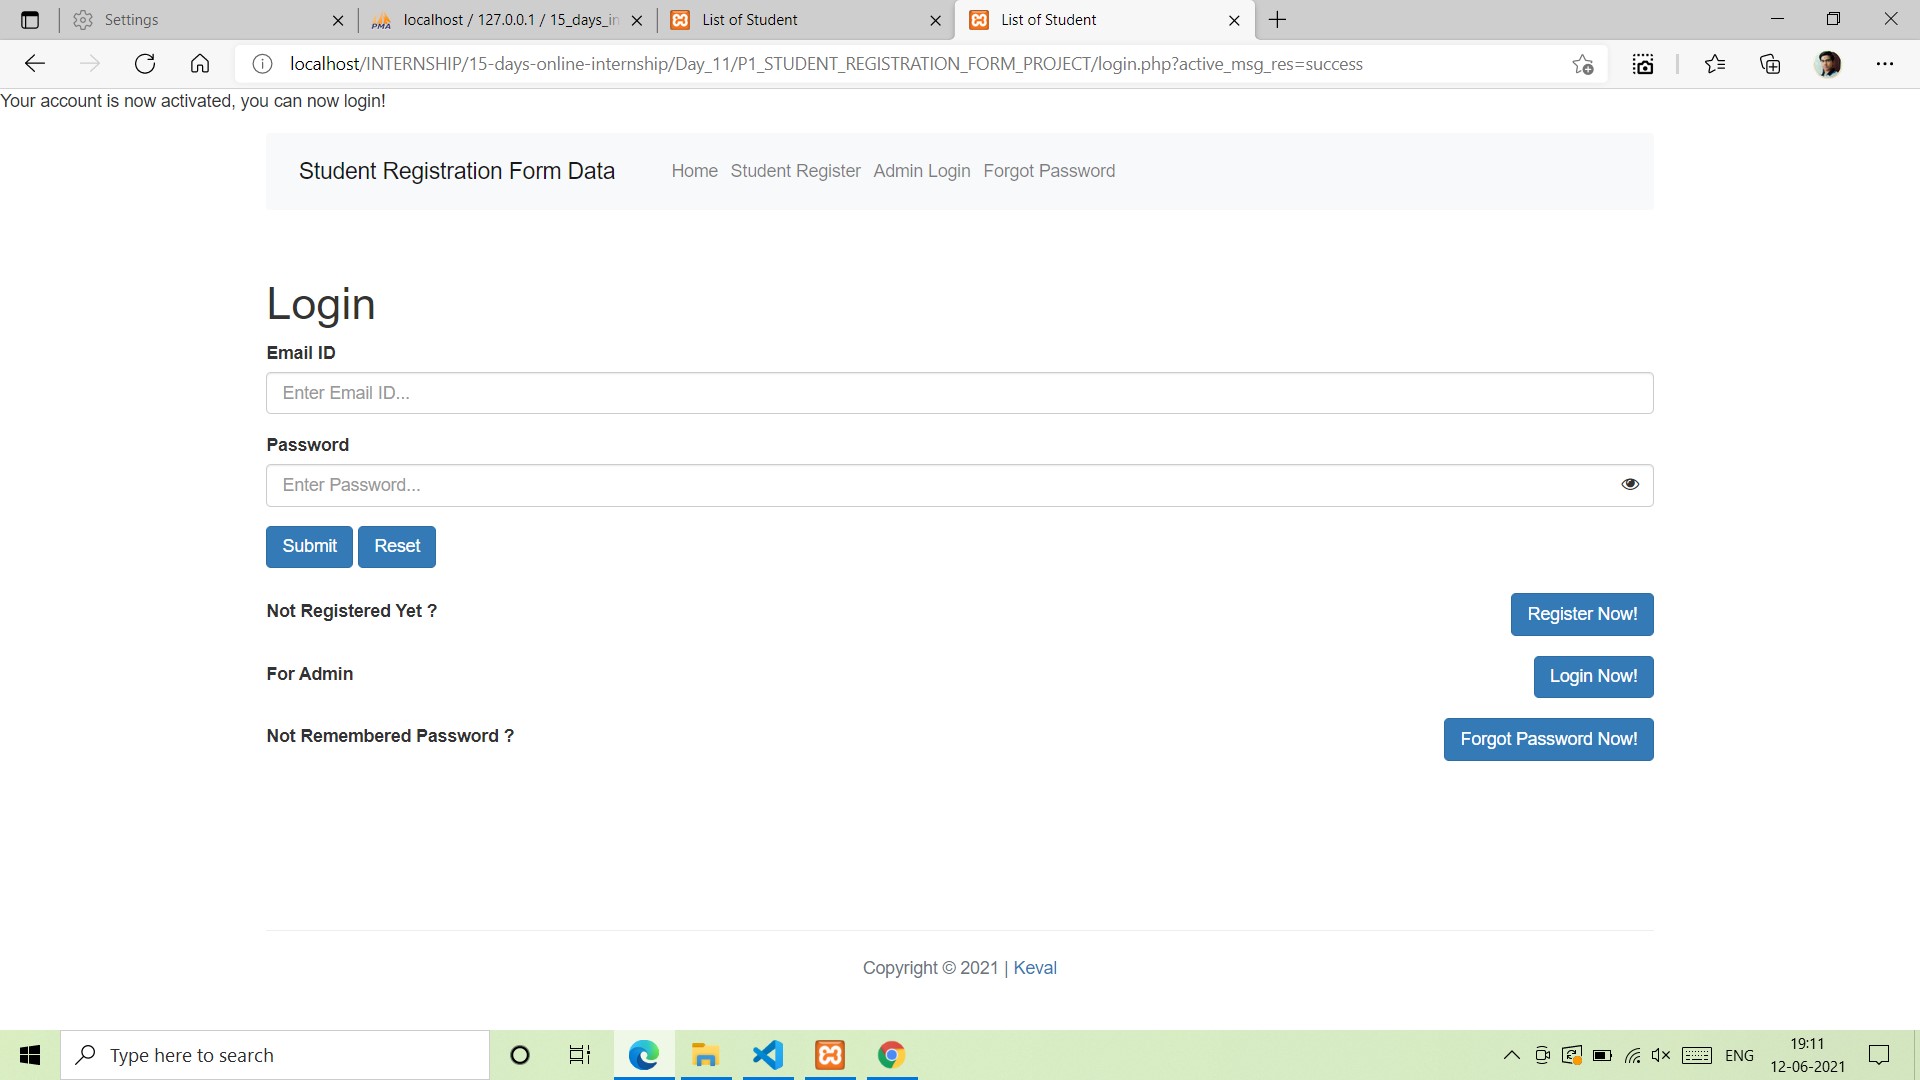 Settings
localhost / 127.0.0.1 / 15_days_in
List of Student
List of Student
localhost/INTERNSHIP/15-days-online-internship/Day_11/P1_STUDENT_REGISTRATION_FORM_PROJECT/login.php?active_msg_res=success
Your account is now activated, you can now login!
Student Registration Form Data
Home Student Register Admin Login Forgot Password
Login
Email ID
Enter Email ID...
Password
Enter Password...
Submit Reset
Not Registered Yet ? Register Now!
For Admin Login Now!
Not Remembered Password ? Forgot Password Now!
Copyright © 2021 | Keval
Type here to search
ENG
19:11
12-06-2021